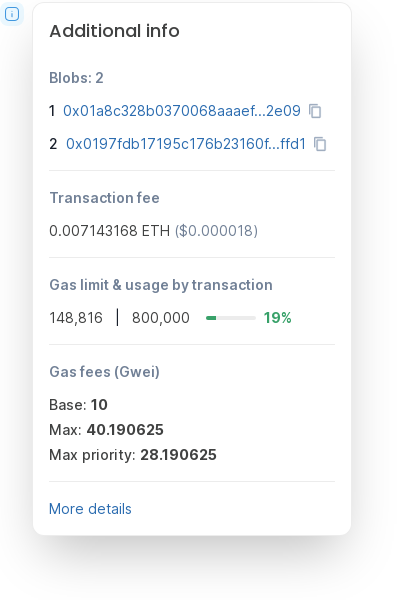 Additional info
Blobs: 2
1 0x01a8c328b0370068aaaef...2e09
2 0x0197fdb17195c176b23160f...ffd1
Transaction fee
0.007143168 ETH ($0.000018)
Gas limit & usage by transaction
148,816 | 800,000 19%
Gas fees (Gwei)
Base: 10
Max: 40.190625
Max priority: 28.190625
More details